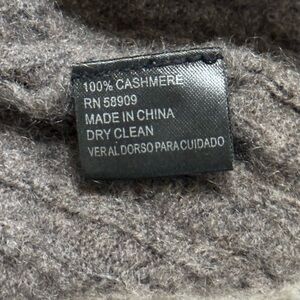 100% CASHMERE
RN 58909
MADE IN CHINA
DRY CLEAN
VER AL DORSO PARA CUIDADO